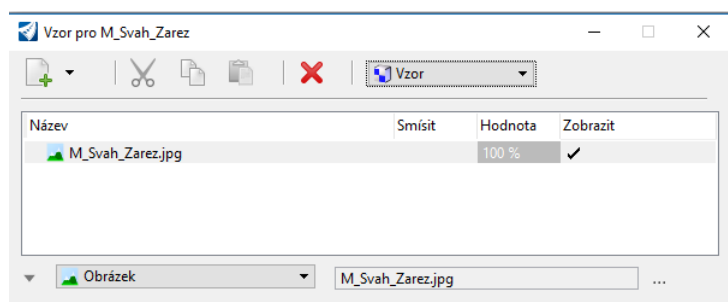 Vzor pro M_Svah_Zarez
Vzor
Název Smísit Hodnota Zobrazit
M_Svah_Zarez.jpg 100 %
Obrázek M_Svah_Zarez.jpg ...